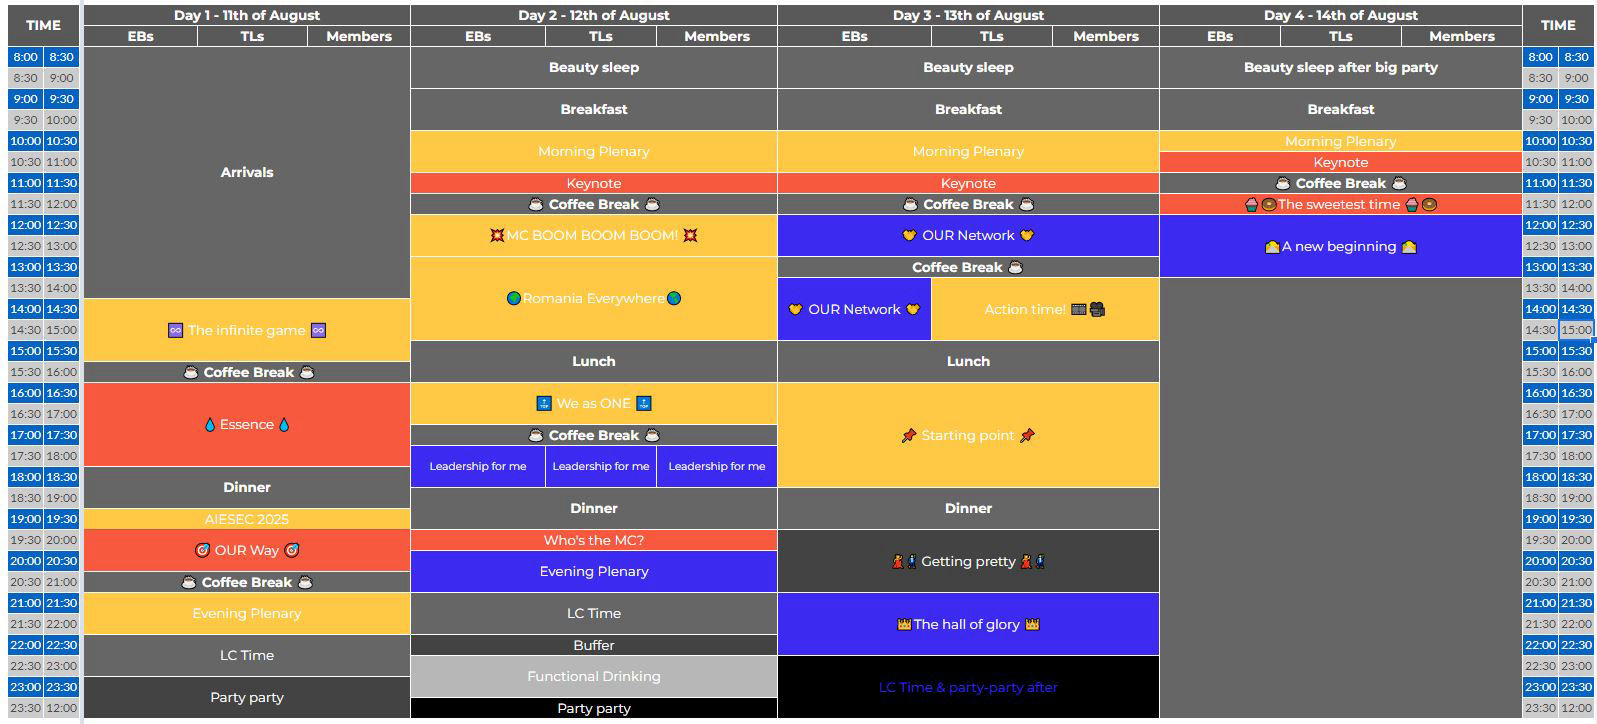 TIME Day 1 - 11th of August Day 2 - 12th of August Day 3 - 13th of August Day 4 - 14th of August TIME
EBs TLs Members EBs TLs Members EBs TLs Members EBs TLs Members
8:00 8:30 Beauty sleep Beauty sleep Beauty sleep after big party 8:00 8:30
8:30 9:00 8:30 9:00
9:00 9:30 Breakfast Breakfast Breakfast 9:00 9:30
9:30 10:00 9:30 10:00
10:00 10:30 Morning Plenary Morning Plenary Morning Plenary 10:00 10:30
10:30 11:00 Keynote 10:30 11:00
11:00 11:30 Arrivals Keynote Keynote ☕ Coffee Break ☕ 11:00 11:30
11:30 12:00 ☕ Coffee Break ☕ ☕ Coffee Break ☕ 🧁🍩The sweetest time 🧁🍩 11:30 12:00
12:00 12:30 💥MC BOOM BOOM BOOM! 💥 OUR Network 12:00 12:30
12:30 13:00 A new beginning 12:30 13:00
13:00 13:30 Coffee Break ☕ 13:00 13:30
13:30 14:00 🌍Romania Everywhere🌍 13:30 14:00
14:00 14:30 OUR Network Action time! 🎞🎥 14:00 14:30
14:30 15:00 ♾ The infinite game ♾ 14:30 15:00
15:00 15:30 Lunch Lunch 15:00 15:30
15:30 16:00 ☕ Coffee Break ☕ 15:30 16:00
16:00 16:30 🔝 We as ONE 🔝 16:00 16:30
16:30 17:00 💧 Essence 💧 16:30 17:00
17:00 17:30 ☕ Coffee Break ☕ 📌 Starting point 📌 17:00 17:30
17:30 18:00 Leadership for me Leadership for me Leadership for me 17:30 18:00
18:00 18:30 Dinner 18:00 18:30
18:30 19:00 Dinner Dinner 18:30 19:00
19:00 19:30 AIESEC 2025 19:00 19:30
19:30 20:00 🎯 OUR Way 🎯 Who's the MC? 19:30 20:00
20:00 20:30 Evening Plenary Getting pretty 20:00 20:30
20:30 21:00 ☕ Coffee Break ☕ 20:30 21:00
21:00 21:30 Evening Plenary LC Time The hall of glory 21:00 21:30
21:30 22:00 21:30 22:00
22:00 22:30 LC Time Buffer 22:00 22:30
22:30 23:00 Functional Drinking 22:30 23:00
23:00 23:30 Party party LC Time & party-party after 23:00 23:30
23:30 12:00 Party party 23:30 12:00